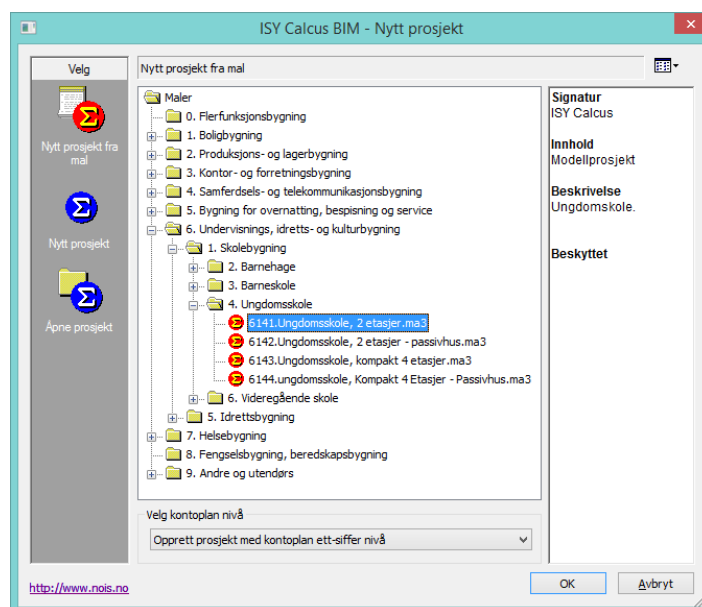 ISY Calcus BIM - Nytt prosjekt
Velg
Nytt prosjekt fra
mal
Nytt prosjekt
Åpne prosjekt
Nytt prosjekt fra mal
Maler
0. Flerfunksjonsbygning
1. Boligbygning
2. Produksjons- og lagerbygning
3. Kontor- og forretningsbygning
4. Samferdsels- og telekommunikasjonsbygning
5. Bygning for overnatting, bespisning og service
6. Undervisnings, idretts- og kulturbygning
1. Skolebygning
2. Barnehage
3. Barneskole
4. Ungdomsskole
6141.Ungdomsskole, 2 etasjer.ma3
6142.Ungdomsskole, 2 etasjer - passivhus.ma3
6143.Ungdomsskole, kompakt 4 etasjer.ma3
6144.ungdomsskole, Kompakt 4 Etasjer - Passivhus.ma3
6. Videregående skole
5. Idrettsbygning
7. Helsebygning
8. Fengselsbygning, beredskapsbygning
9. Andre og utendørs
Velg kontoplan nivå
Opprett prosjekt med kontoplan ett-siffer nivå
Signatur
ISY Calcus
Innhold
Modellprosjekt
Beskrivelse
Ungdomskole.
Beskyttet
http://www.nois.no
OK
Avbryt